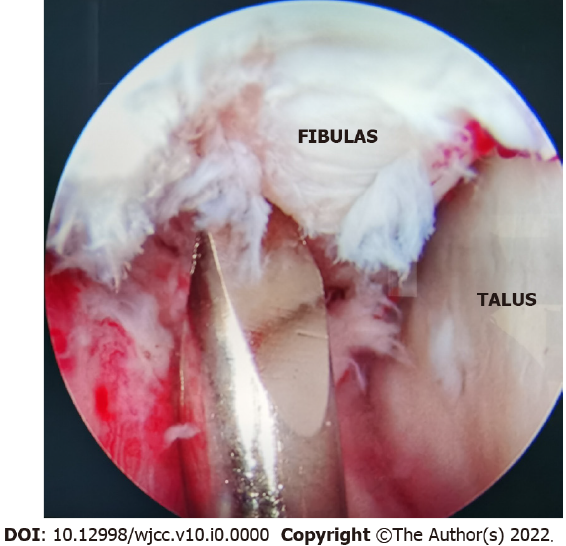 FIBULAS
TALUS
DOI: 10.12998/wjcc.v10.i0.0000 Copyright ©The Author(s) 2022.